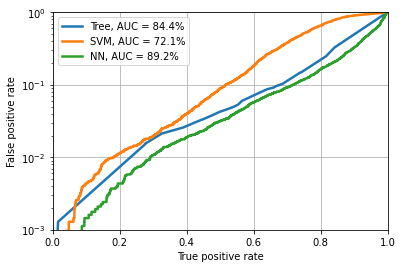 10⁰
10⁻¹
10⁻²
10⁻³
False positive rate
Tree, AUC = 84.4%
SVM, AUC = 72.1%
NN, AUC = 89.2%
0.0 0.2 0.4 0.6 0.8 1.0
True positive rate